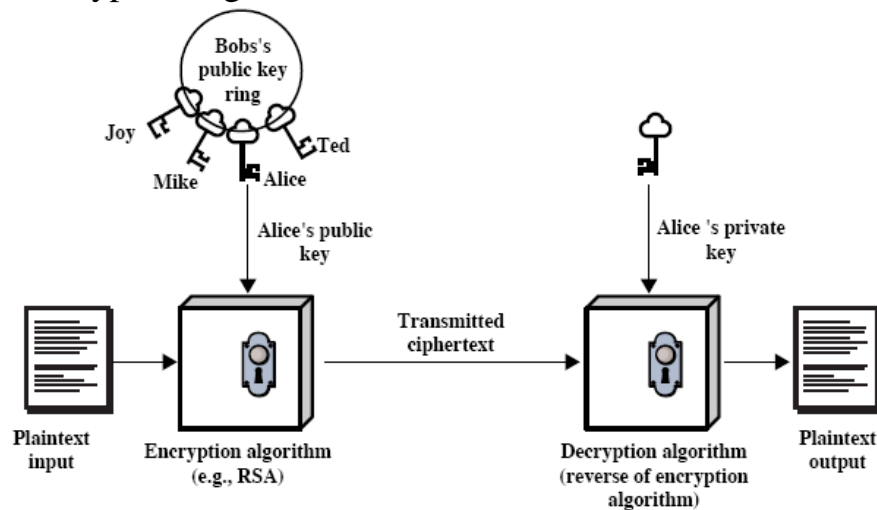 Bobs's
public key
ring
Joy
Ted
Mike
Alice
Alice's public
key
Alice 's private
key
Transmitted
ciphertext
Plaintext
input
Encryption algorithm
(e.g., RSA)
Decryption algorithm
(reverse of encryption
algorithm)
Plaintext
output